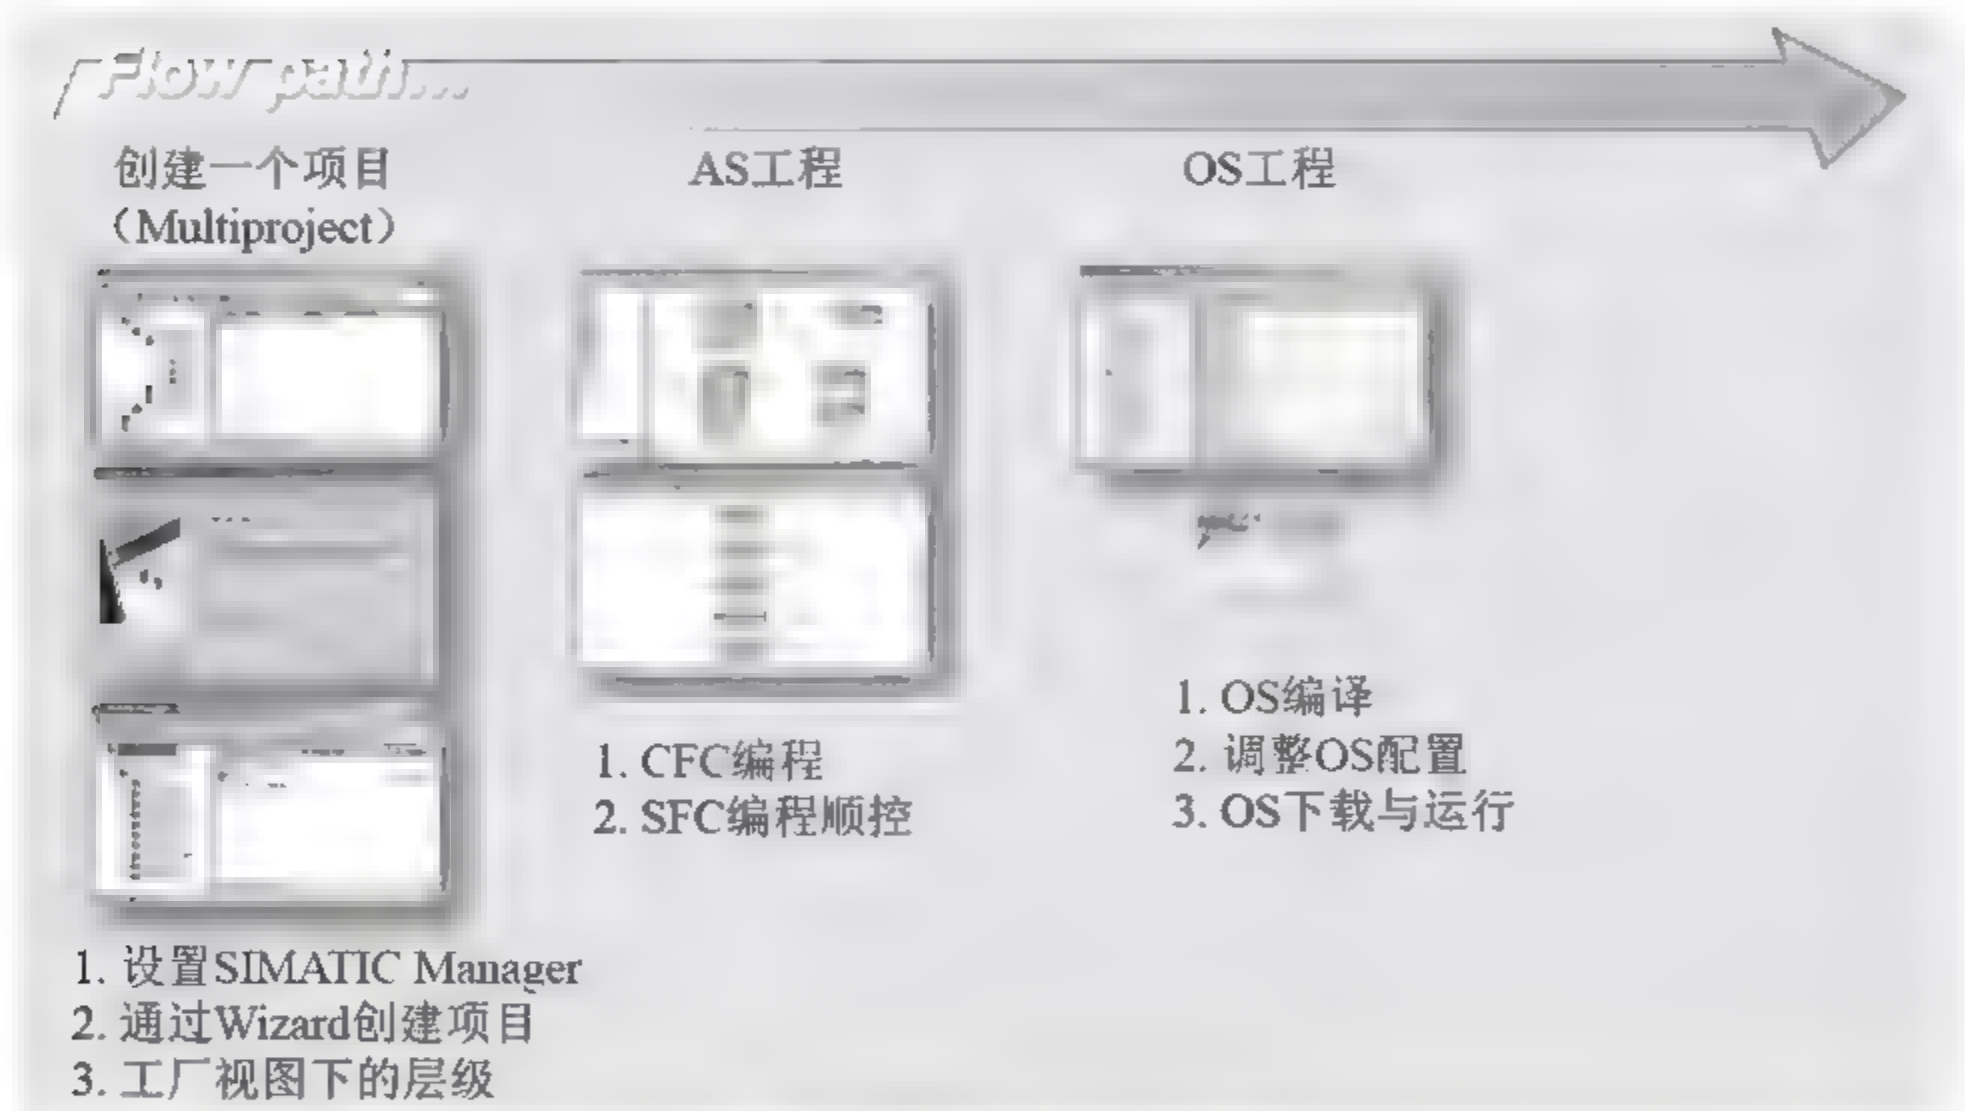 Flow path...
创建一个项目
（Multiproject）
AS工程
OS工程
1. CFC编程
2. SFC编程顺控
1. OS编译
2. 调整OS配置
3. OS下载与运行
1. 设置SIMATIC Manager
2. 通过Wizard创建项目
3. 工厂视图下的层级